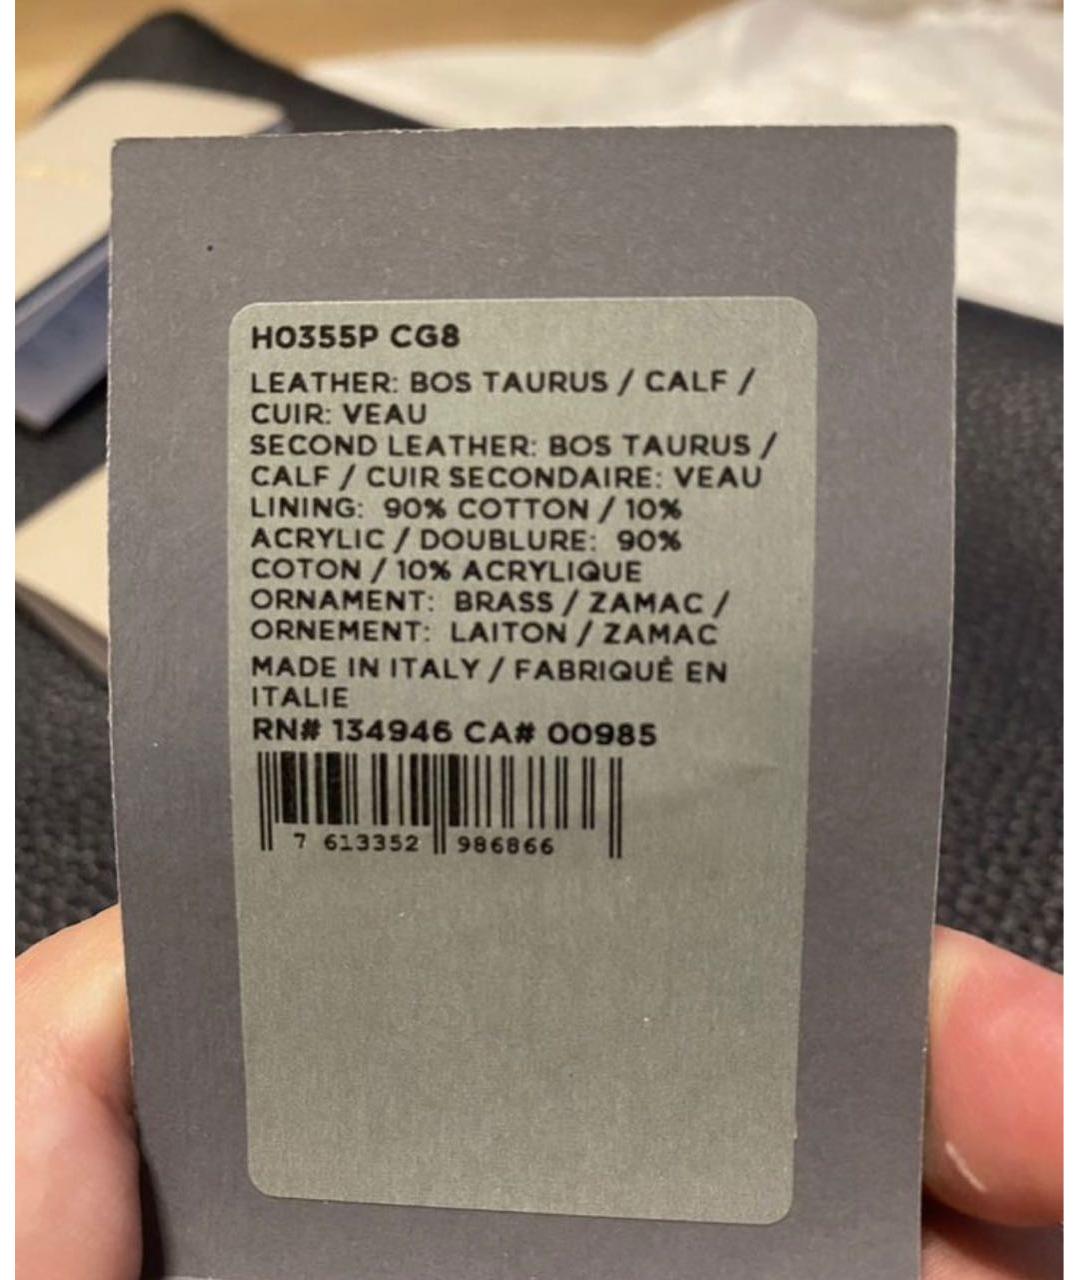 H0355P CG8
LEATHER: BOS TAURUS / CALF /
CUIR: VEAU
SECOND LEATHER: BOS TAURUS /
CALF / CUIR SECONDAIRE: VEAU
LINING: 90% COTTON / 10%
ACRYLIC / DOUBLURE: 90%
COTON / 10% ACRYLIQUE
ORNAMENT: BRASS / ZAMAC /
ORNEMENT: LAITON / ZAMAC
MADE IN ITALY / FABRIQUÉ EN
ITALIE
RN# 134946 CA# 00985
7 613352 986866